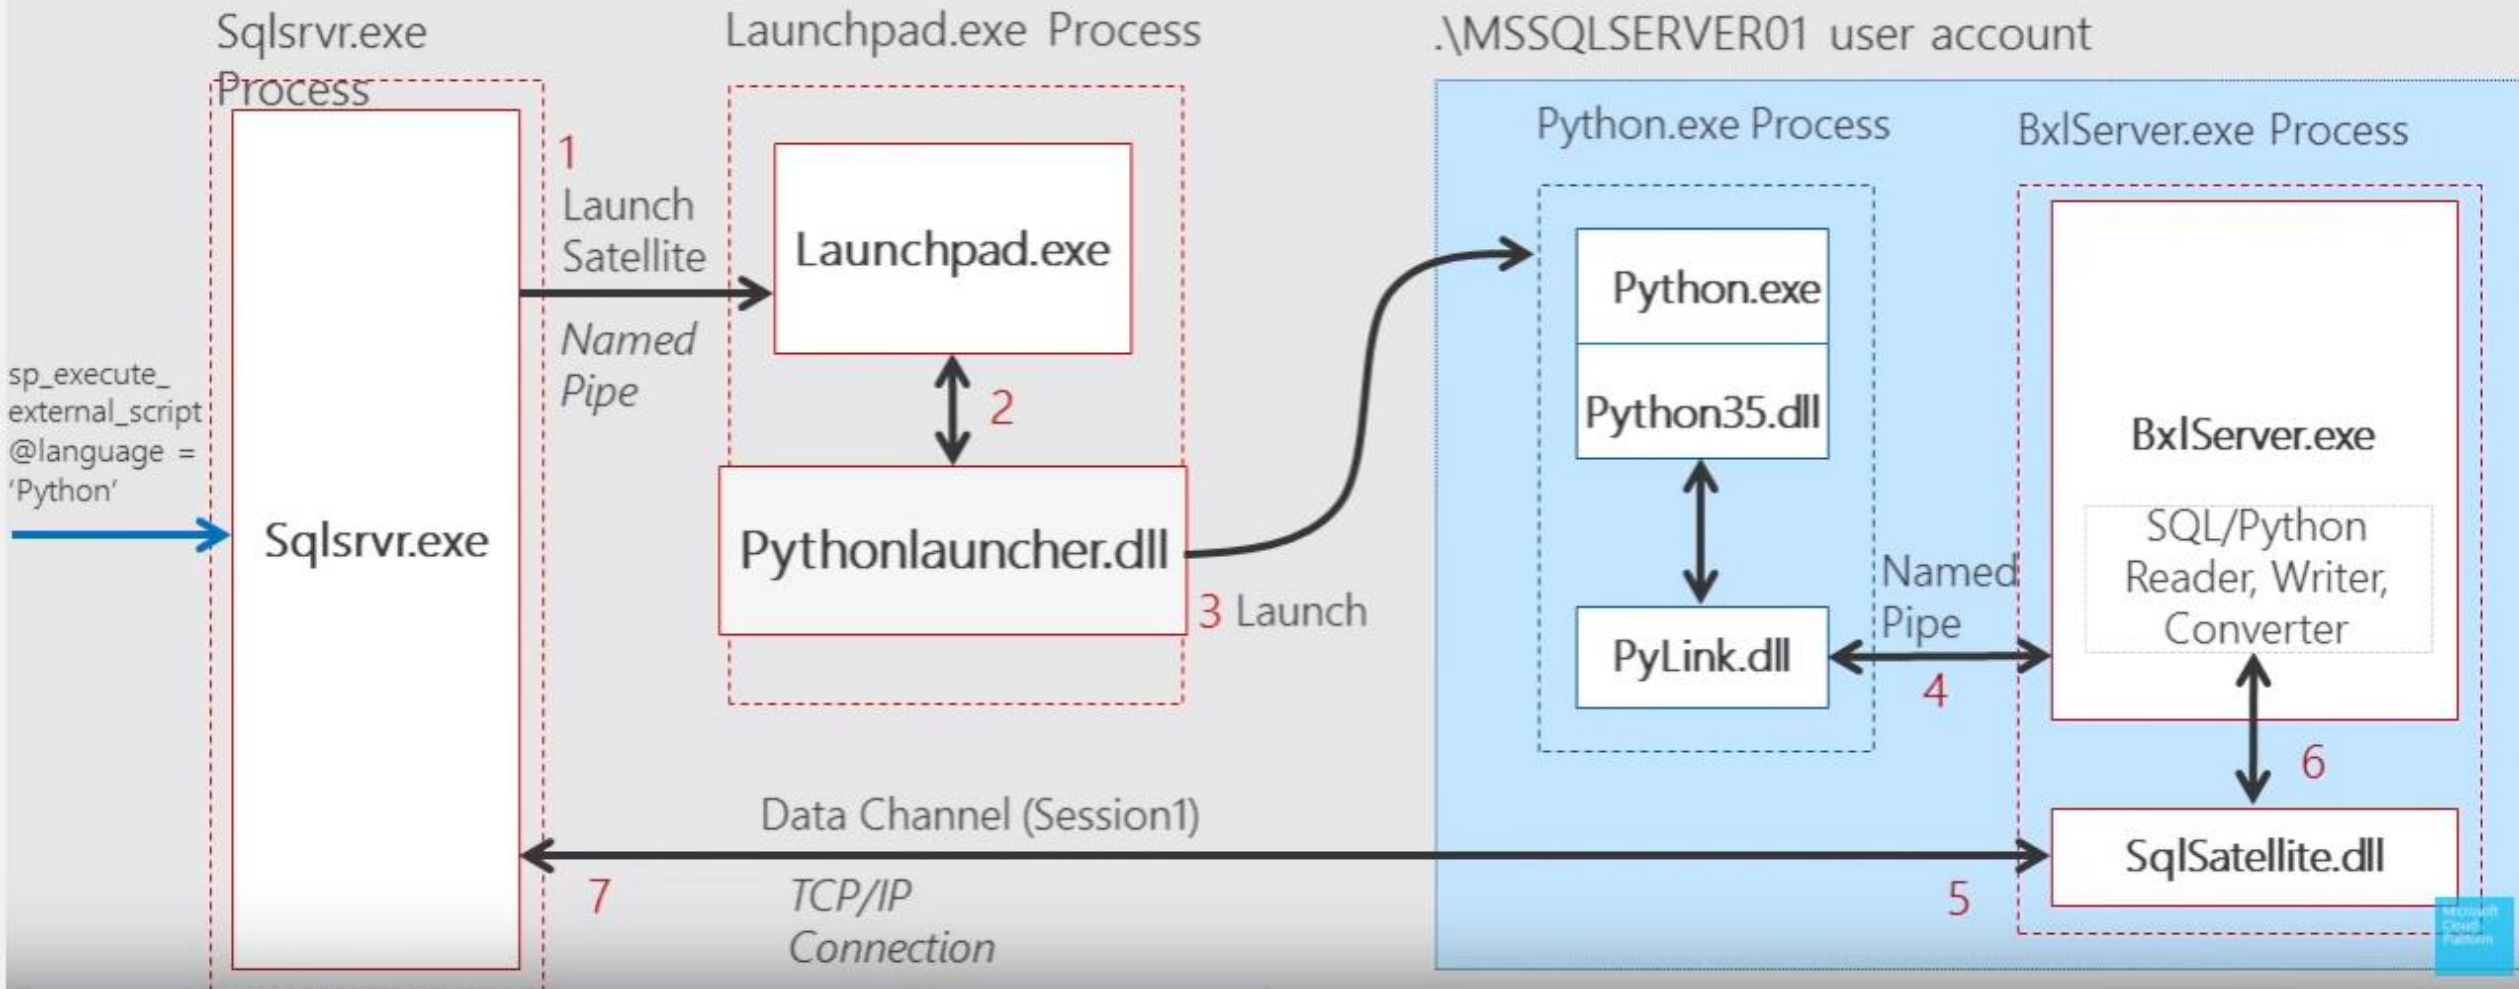 Sqlsrvr.exe
Process
Launchpad.exe Process
.\MSSQLSERVER01 user account
Python.exe Process
BxlServer.exe Process
1
Launch
Satellite
Named
Pipe
Launchpad.exe
2
Pythonlauncher.dll
3 Launch
sp_execute_
external_script
@language =
'Python'
Sqlsrvr.exe
Python.exe
Python35.dll
PyLink.dll
Named
Pipe
4
BxlServer.exe
SQL/Python
Reader, Writer,
Converter
6
SqlSatellite.dll
5
Data Channel (Session1)
7
TCP/IP
Connection
Microsoft
Cloud
Platform